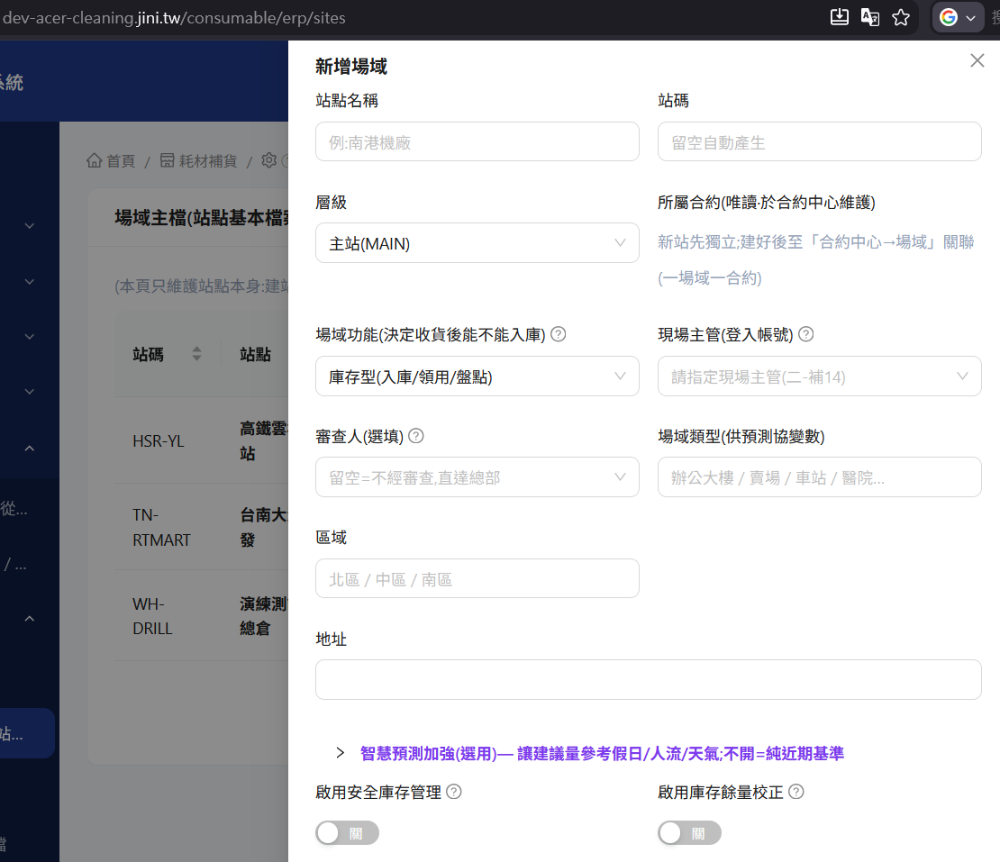 dev-acer-cleaning.jini.tw/consumable/erp/sites
系統
新增場域
站點名稱
站碼
例:南港機廠
留空自動產生
首頁 / 耗材補貨 /
層級
所屬合約(唯讀·於合約中心維護)
場域主檔(站點基本檔案
主站(MAIN)
新站先獨立;建好後至「合約中心→場域」關聯
(一場域一合約)
(本頁只維護站點本身:建站
場域功能(決定收貨後能不能入庫)
現場主管(登入帳號)
站碼
站點
庫存型(入庫/領用/盤點)
請指定現場主管(二-補14)
HSR-YL
高鐵雲
站
審查人(選填)
場域類型(供預測協變數)
留空=不經審查,直達總部
辦公大樓 / 賣場 / 車站 / 醫院...
從...
TN-
RTMART
台南大
發
區域
/ ...
北區 / 中區 / 南區
WH-
DRILL
演練測
總倉
地址
站...
智慧預測加強(選用)— 讓建議量參考假日/人流/天氣;不開=純近期基準
啟用安全庫存管理
啟用庫存餘量校正
關
關
檔